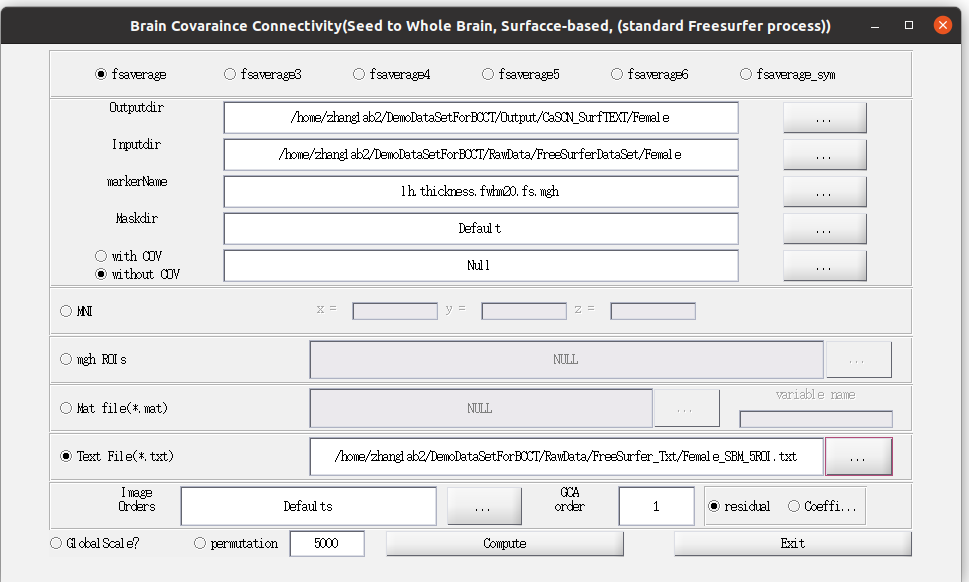 Brain Covaraince Connectivity(Seed to Whole Brain, Surfacce-based, (standard Freesurfer process))
fsaverage fsaverage3 fsaverage4 fsaverage5 fsaverage6 fsaverage_sym
Outputdir /home/zhanglab2/DemoDataSetForBCCT/Output/CaSCN_SurfTEXT/Female ...
Inputdir /home/zhanglab2/DemoDataSetForBCCT/RawData/FreeSurferDataSet/Female ...
markerName lh.thickness.fwhm20.fs.mgh ...
Maskdir Default ...
with COV
without COV Null ...
MNI x = y = z =
mgh ROIs NULL ...
Mat file(*.mat) NULL ... variable name
Text File(*.txt) /home/zhanglab2/DemoDataSetForBCCT/RawData/FreeSurfer_Txt/Female_SBM_5ROI.txt ...
Image Orders Defaults ... GCA order 1 residual Coeffi...
GlobalScale? permutation 5000 Compute Exit